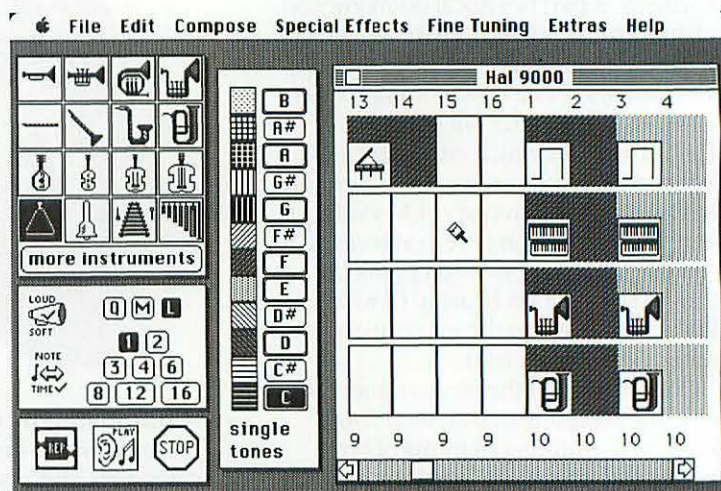 File Edit Compose Special Effects Fine Tuning Extras Help
more instruments
LOUD
SOFT
Q M L
1 2
NOTE
TIME
3 4 6
8 12 16
REP
PLAY
STOP
B
A#
A
G#
G
F#
F
E
D#
D
C#
C
single
tones
Hal 9000
13 14 15 16 1 2 3 4
9 9 9 9 10 10 10 10